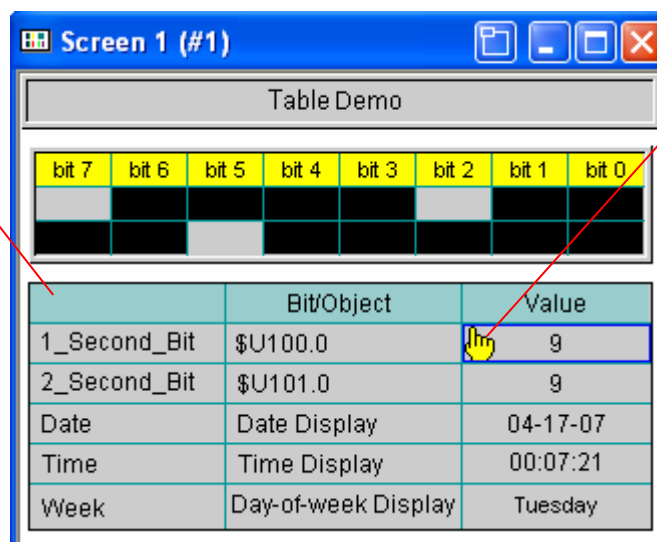 Screen 1 (#1)
Table Demo
bit 7 bit 6 bit 5 bit 4 bit 3 bit 2 bit 1 bit 0
Bit/Object Value
1_Second_Bit $U100.0 9
2_Second_Bit $U101.0 9
Date Date Display 04-17-07
Time Time Display 00:07:21
Week Day-of-week Display Tuesday